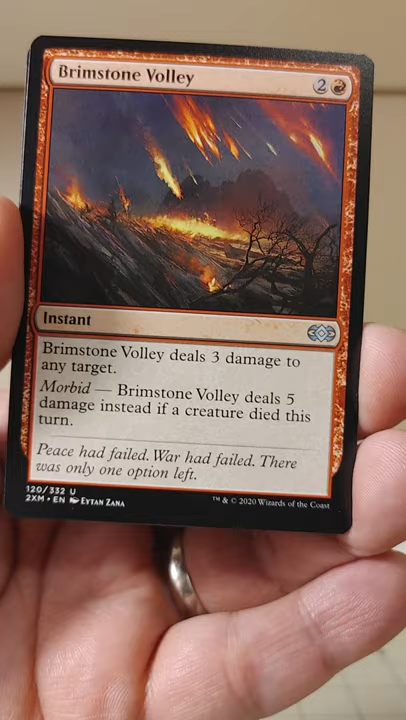 Brimstone Volley 2
Instant
Brimstone Volley deals 3 damage to
any target.
Morbid — Brimstone Volley deals 5
damage instead if a creature died this
turn.
Peace had failed. War had failed. There
was only one option left.
120/332 U
2XM • EN Eytan Zana
™ & © 2020 Wizards of the Coast